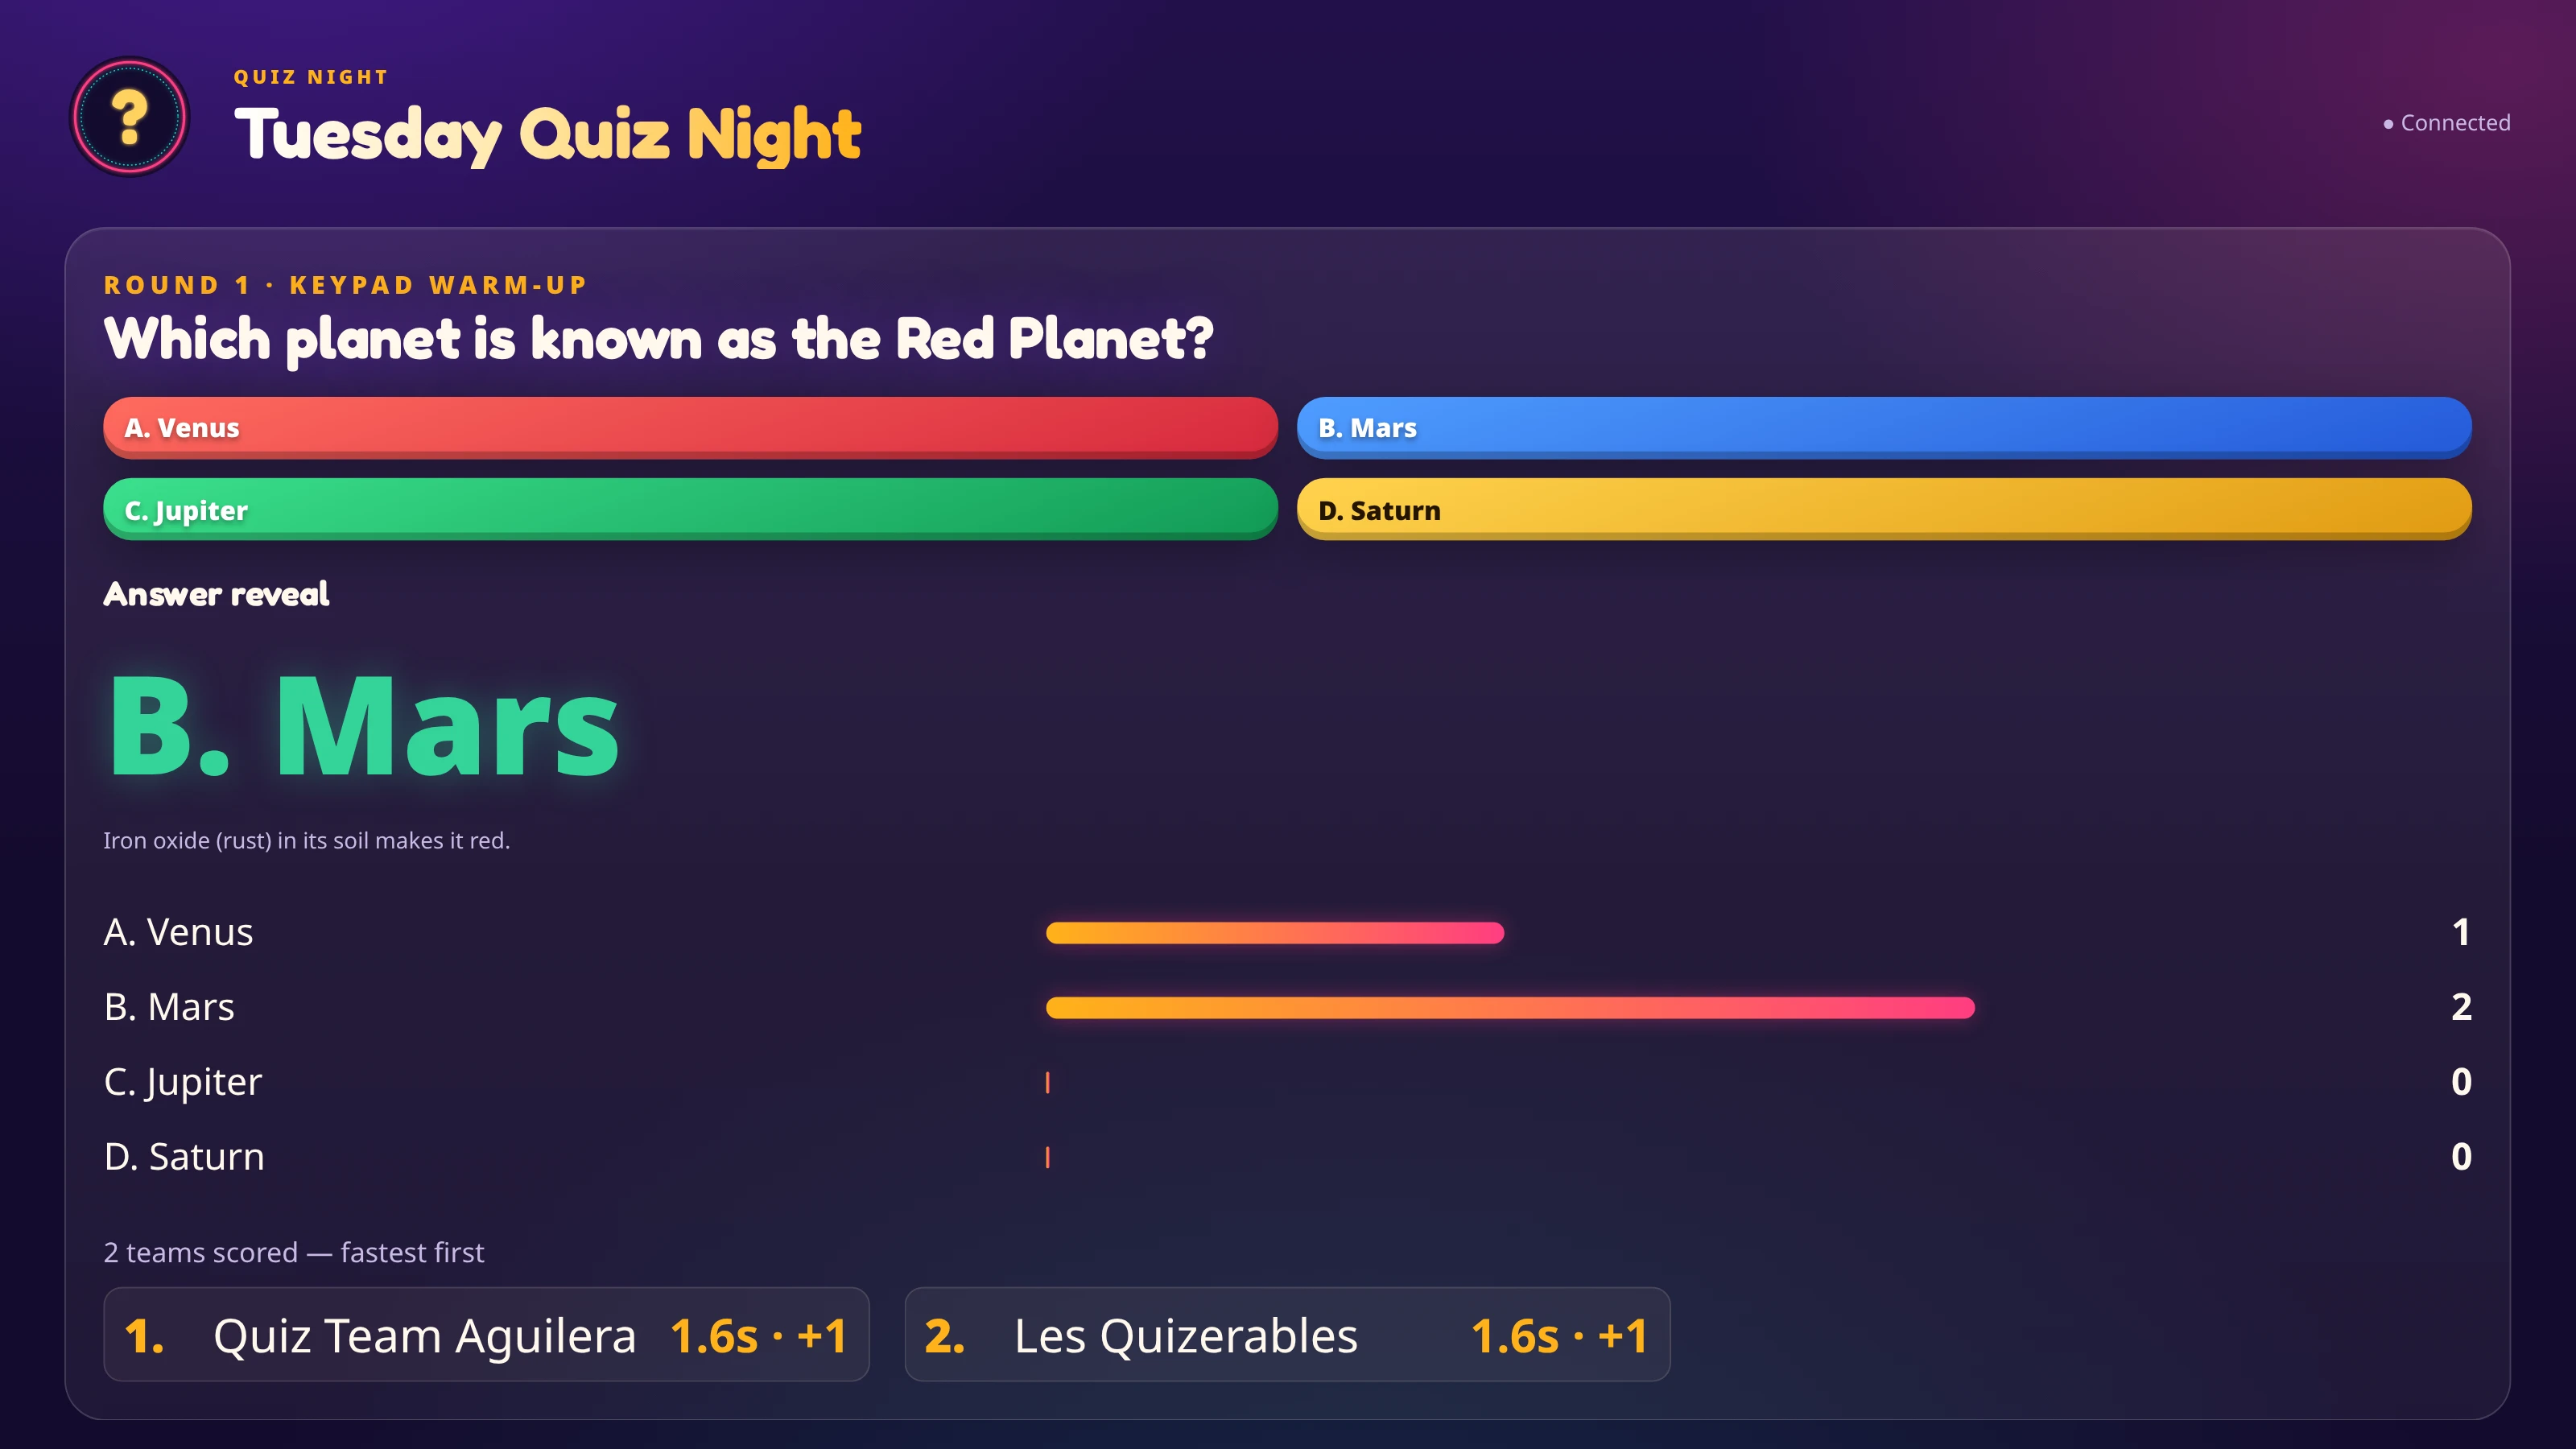 ?
QUIZ NIGHT
Tuesday Quiz Night
● Connected
ROUND 1 · KEYPAD WARM-UP
Which planet is known as the Red Planet?
A. Venus
B. Mars
C. Jupiter
D. Saturn
Answer reveal
B. Mars
Iron oxide (rust) in its soil makes it red.
A. Venus 1
B. Mars 2
C. Jupiter 0
D. Saturn 0
2 teams scored — fastest first
1. Quiz Team Aguilera 1.6s · +1
2. Les Quizerables 1.6s · +1